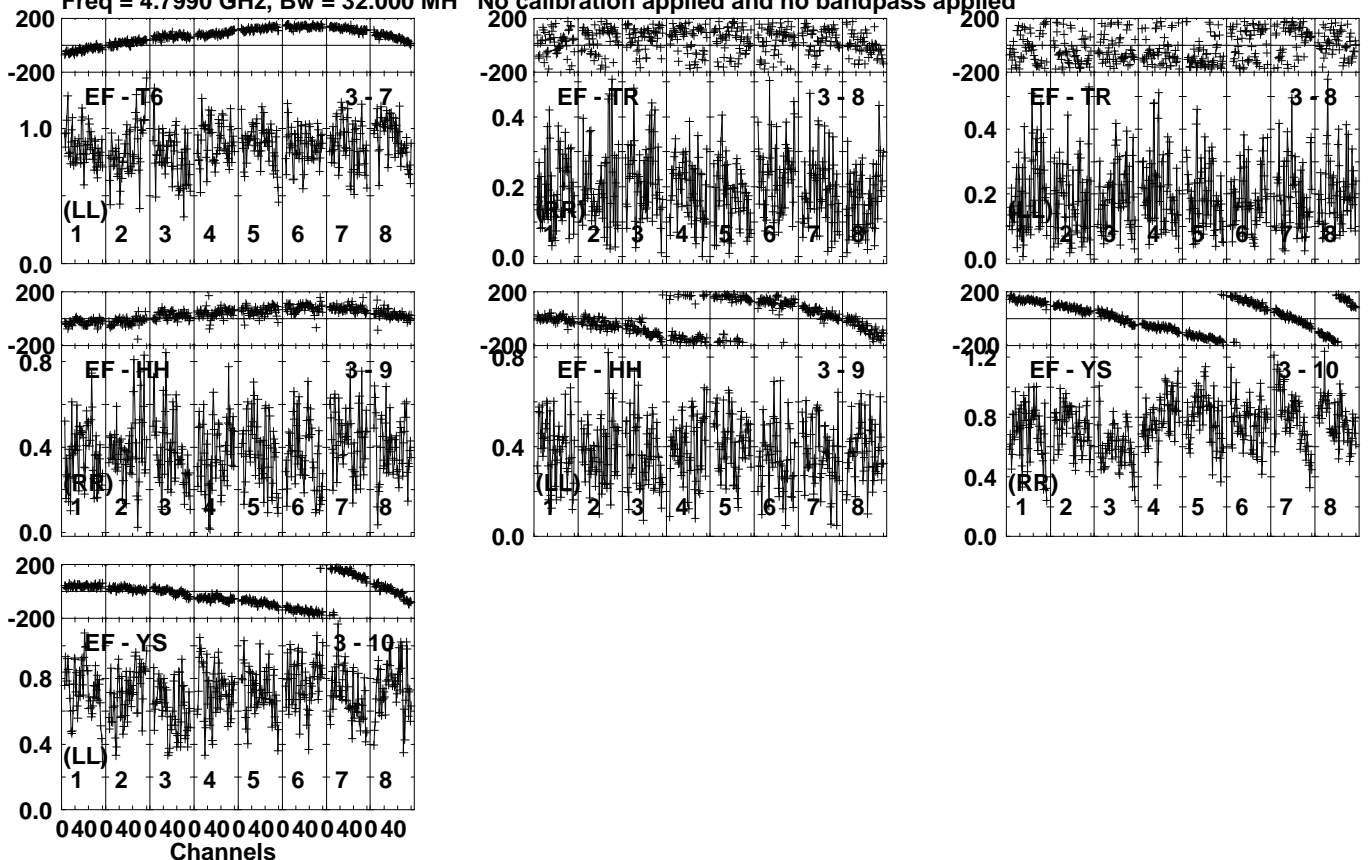 Freq = 4.7990 GHz, Bw = 32.000 MH No calibration applied and no bandpass applied
200
-200
EF - T6 3 - 7
1.0
(LL)
1 2 3 4 5 6 7 8
0.0
200
-200
EF - TR 3 - 8
0.4
0.2
(RR)
1 2 3 4 5 6 7 8
0.0
200
-200
EF - TR 3 - 8
0.4
0.2
(LL)
1 2 3 4 5 6 7 8
0.0
200
-200
0.8
EF - HH 3 - 9
0.4
(RR)
1 2 3 4 5 6 7 8
0.0
200
-200
0.8
EF - HH 3 - 9
0.4
(LL)
1 2 3 4 5 6 7 8
0.0
200
-200
1.2
EF - YS 3 - 10
0.8
0.4
(RR)
1 2 3 4 5 6 7 8
0.0
200
-200
EF - YS 3 - 10
0.8
0.4
(LL)
1 2 3 4 5 6 7 8
0.0
0 40 0 40 0 40 0 40 0 40 0 40 0 40 0 40
Channels